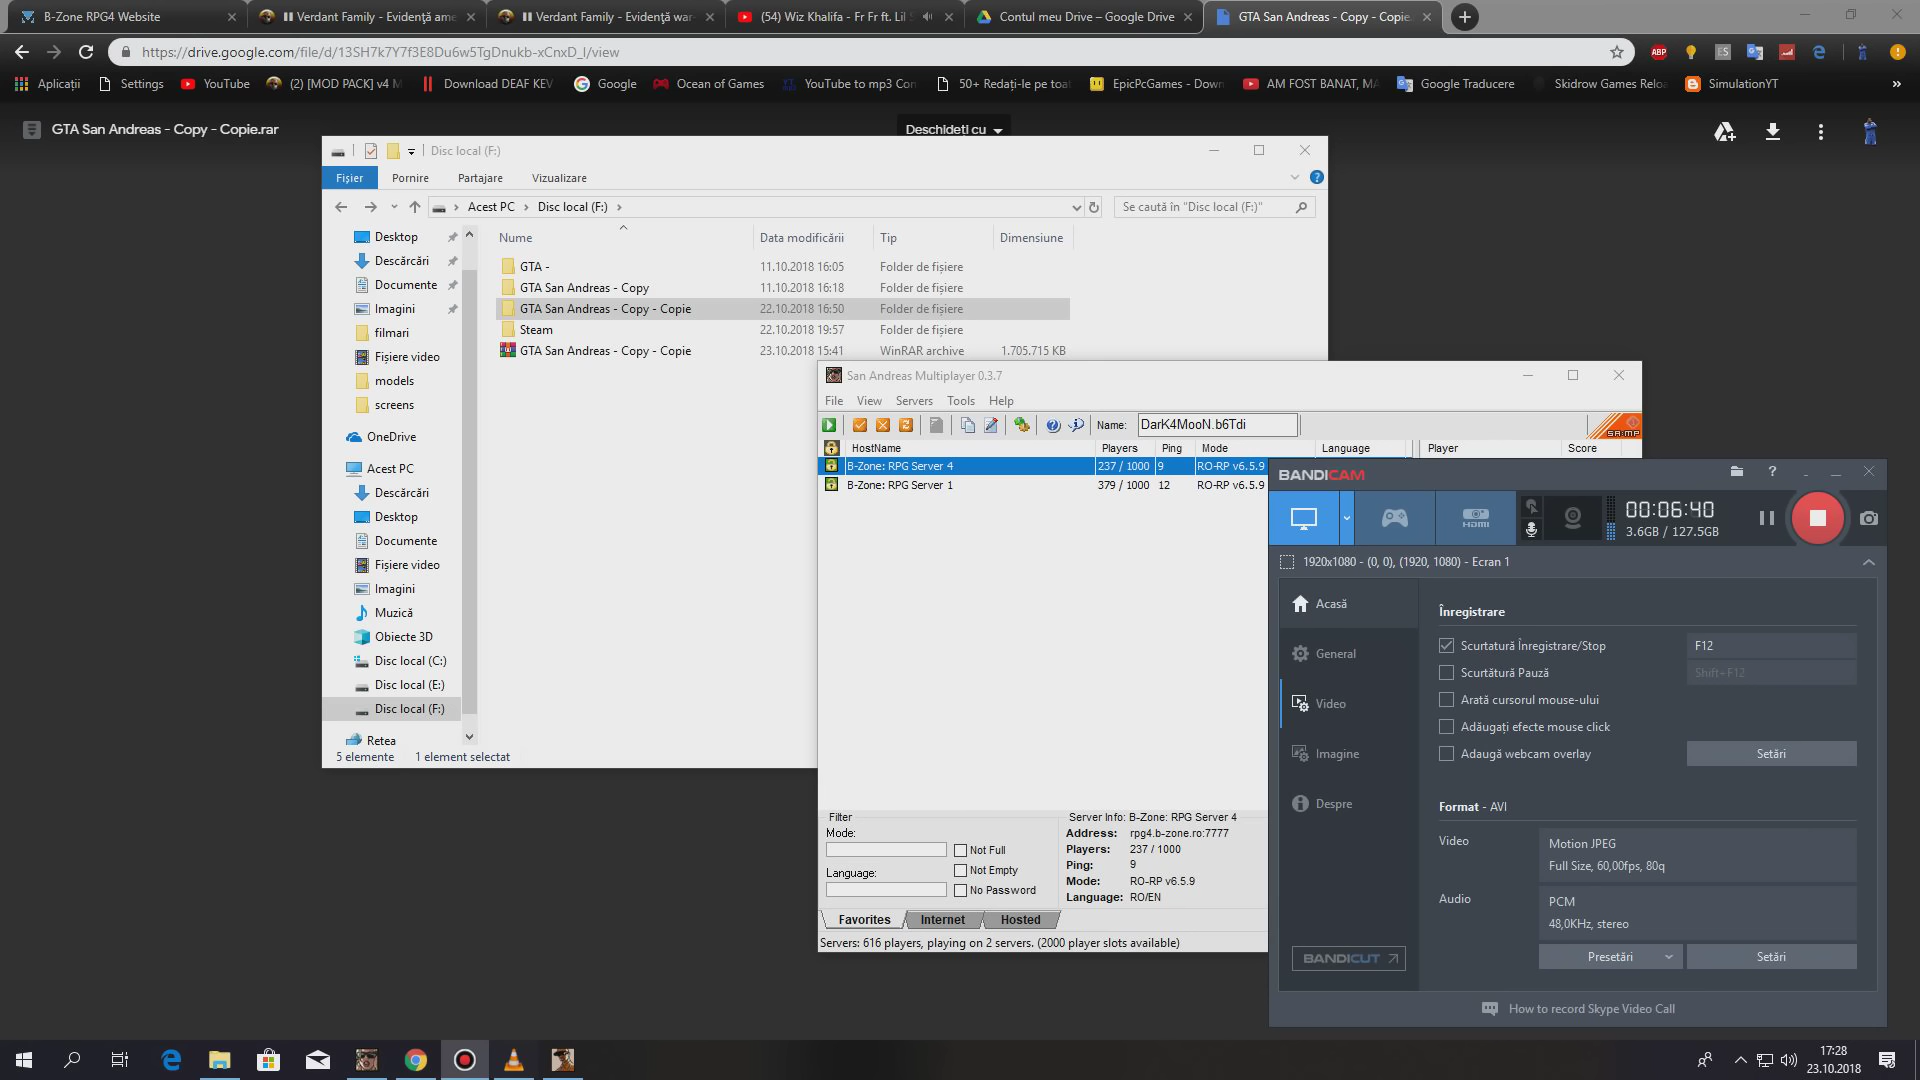 B-Zone RPG4 Website
Verdant Family - Evidență ame
Verdant Family - Evidență war
(54) Wiz Khalifa - Fr Fr ft. Lil S
Contul meu Drive – Google Drive
GTA San Andreas - Copy - Copie.
https://drive.google.com/file/d/13SH7k7Y7f3E8Du6w5TgDnukb-xCnxD_l/view
ABP
Aplicații
Settings
YouTube
(2) [MOD PACK] v4 M
Download DEAF KEV
Google
Ocean of Games
YouTube to mp3 Con
50+ Redați-le pe toat
EpicPcGames - Down
AM FOST BANAT, MA
Google Traducere
Skidrow Games Reloa
SimulationYT
»
GTA San Andreas - Copy - Copie.rar
Deschideți cu
Disc local (F:)
Fișier
Pornire
Partajare
Vizualizare
Acest PC
Disc local (F:)
Se caută în "Disc local (F:)"
Nume
Data modificării
Tip
Dimensiune
GTA -
11.10.2018 16:05
Folder de fișiere
GTA San Andreas - Copy
11.10.2018 16:18
Folder de fișiere
GTA San Andreas - Copy - Copie
22.10.2018 16:50
Folder de fișiere
Steam
22.10.2018 19:57
Folder de fișiere
GTA San Andreas - Copy - Copie
23.10.2018 15:41
WinRAR archive
1.705.715 KB
Desktop
Descărcări
Documente
Imagini
filmari
Fișiere video
models
screens
OneDrive
Acest PC
Descărcări
Desktop
Documente
Fișiere video
Imagini
Muzică
Obiecte 3D
Disc local (C:)
Disc local (E:)
Disc local (F:)
Retea
5 elemente
1 element selectat
San Andreas Multiplayer 0.3.7
File
View
Servers
Tools
Help
Name:
DarK4MooN.b6Tdi
SA:MP
HostName
Players
Ping
Mode
Language
Player
Score
B-Zone: RPG Server 4
237 / 1000
9
RO-RP v6.5.9
B-Zone: RPG Server 1
379 / 1000
12
RO-RP v6.5.9
Filter
Mode:
Language:
Not Full
Not Empty
No Password
Server Info: B-Zone: RPG Server 4
Address: rpg4.b-zone.ro:7777
Players: 237 / 1000
Ping: 9
Mode: RO-RP v6.5.9
Language: RO/EN
Favorites
Internet
Hosted
Servers: 616 players, playing on 2 servers. (2000 player slots available)
BANDICAM
?
HDMI
00:06:40
3.6GB / 127.5GB
1920x1080 - (0, 0), (1920, 1080) - Ecran 1
Acasă
General
Video
Imagine
Despre
BANDICUT
Înregistrare
Scurtatură Înregistrare/Stop
F12
Scurtătură Pauză
Shift+F12
Arată cursorul mouse-ului
Adăugați efecte mouse click
Adaugă webcam overlay
Setări
Format - AVI
Video
Motion JPEG
Full Size, 60,00fps, 80q
Audio
PCM
48,0KHz, stereo
Presetări
Setări
How to record Skype Video Call
17:28
23.10.2018